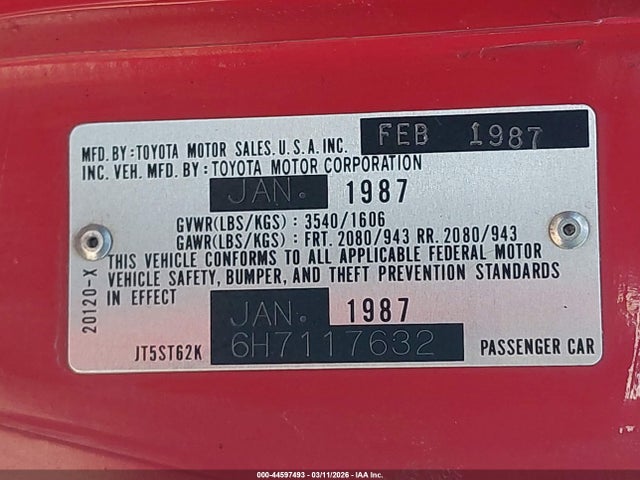 MFD. BY: TOYOTA MOTOR SALES. U.S.A. INC. FEB 1987
INC. VEH. MFD. BY: TOYOTA MOTOR CORPORATION
JAN. 1987
GVWR(LBS/KGS) : 3540/1606
GAWR(LBS/KGS) : FRT. 2080/943 RR. 2080/943
THIS VEHICLE CONFORMS TO ALL APPLICABLE FEDERAL MOTOR
VEHICLE SAFETY, BUMPER, AND THEFT PREVENTION STANDARDS
IN EFFECT JAN. 1987
JT5ST62K 6H7117632 PASSENGER CAR
20120-X
000-44597493 - 03/11/2026 - IAA Inc.